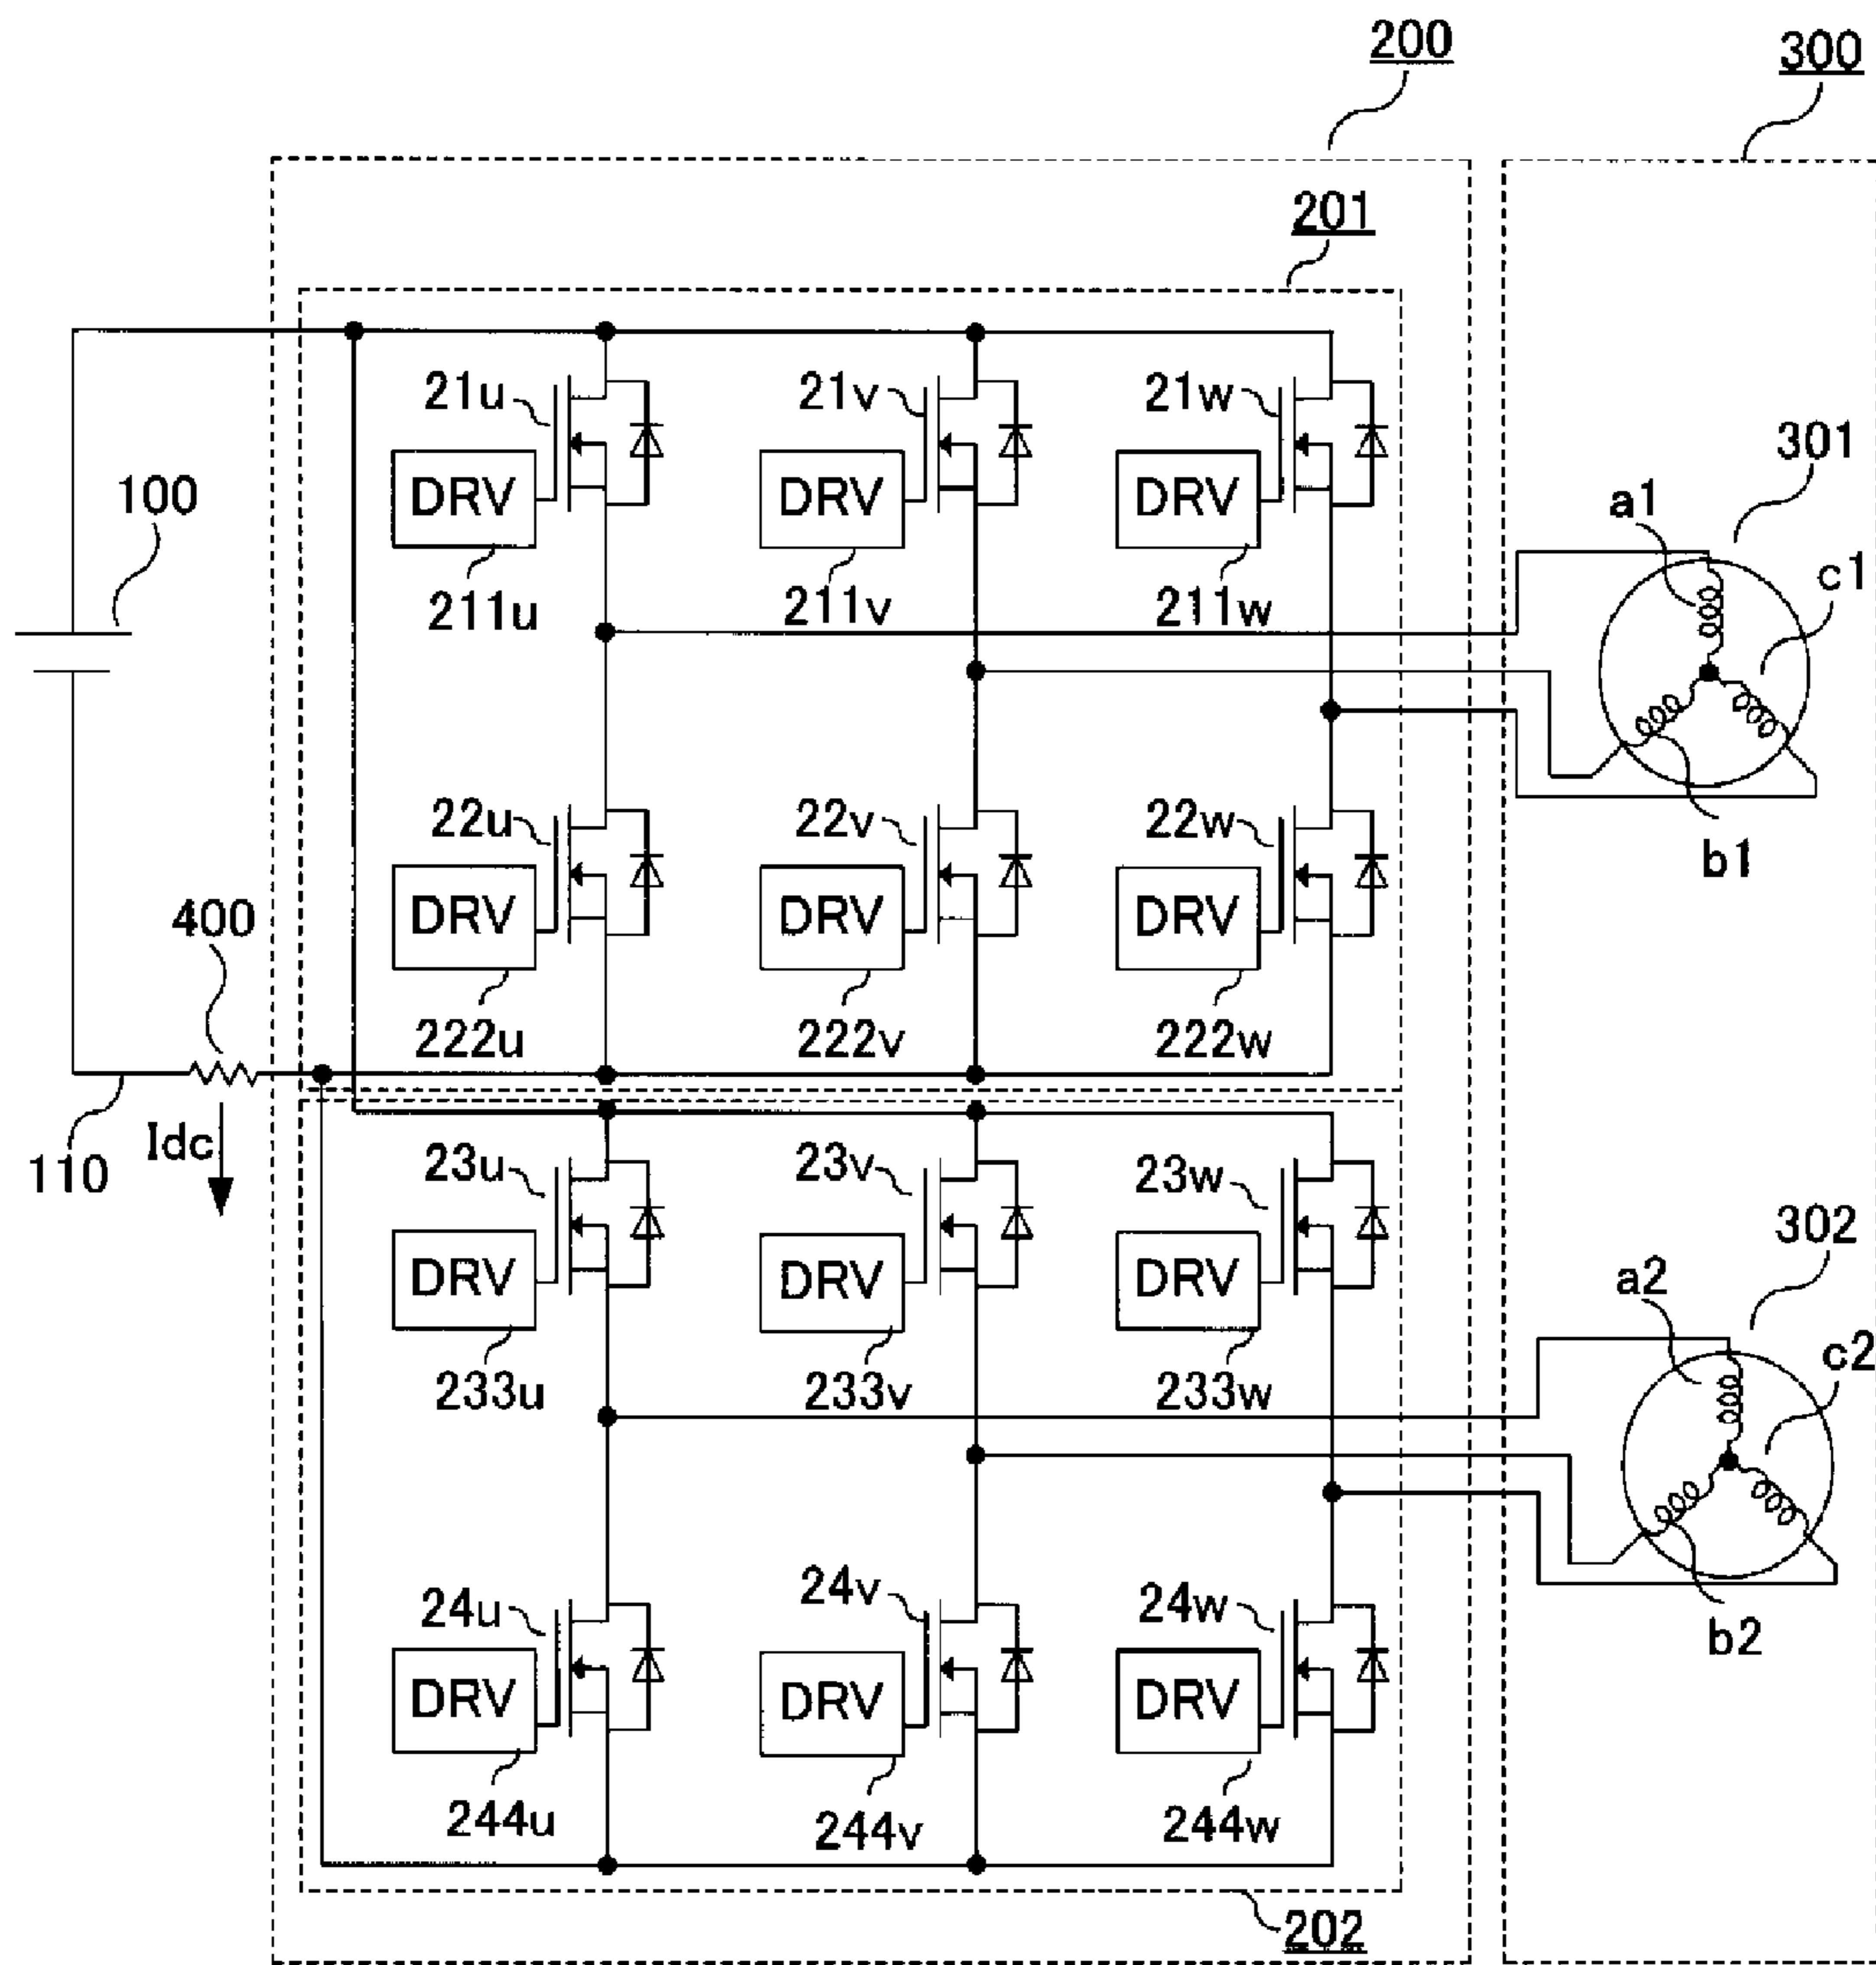 200
300
201
21u
21v
21w
301
100
DRV
DRV
DRV
a1
c1
211u
211v
211w
22u
22v
22w
b1
400
DRV
DRV
DRV
222u
222v
222w
Idc
110
23u
23v
23w
302
DRV
DRV
DRV
a2
c2
233u
233v
233w
24u
24v
24w
b2
DRV
DRV
DRV
244u
244v
244w
202